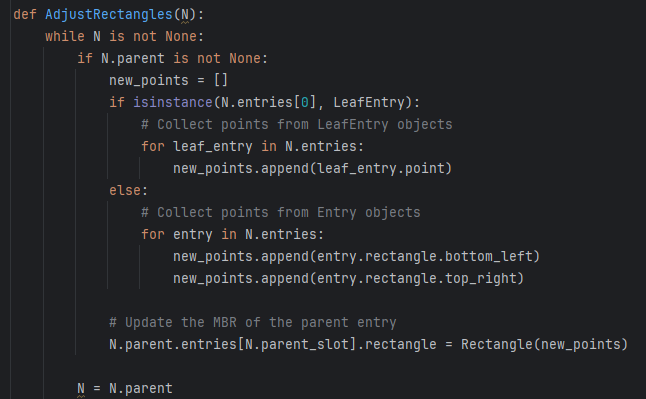 def AdjustRectangles(N):
    while N is not None:
        if N.parent is not None:
            new_points = []
            if isinstance(N.entries[0], LeafEntry):
                # Collect points from LeafEntry objects
                for leaf_entry in N.entries:
                    new_points.append(leaf_entry.point)
            else:
                # Collect points from Entry objects
                for entry in N.entries:
                    new_points.append(entry.rectangle.bottom_left)
                    new_points.append(entry.rectangle.top_right)

            # Update the MBR of the parent entry
            N.parent.entries[N.parent_slot].rectangle = Rectangle(new_points)

        N = N.parent